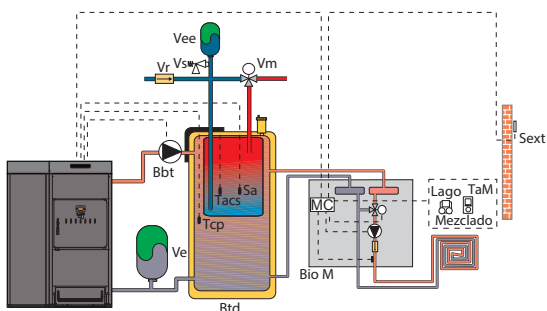 Vee
Vs
Vr
Vm
Sext
Bbt
Tacs
Sa
Tcp
Lago TaM
MC
Mezclado
Ve
Bio M
Btd